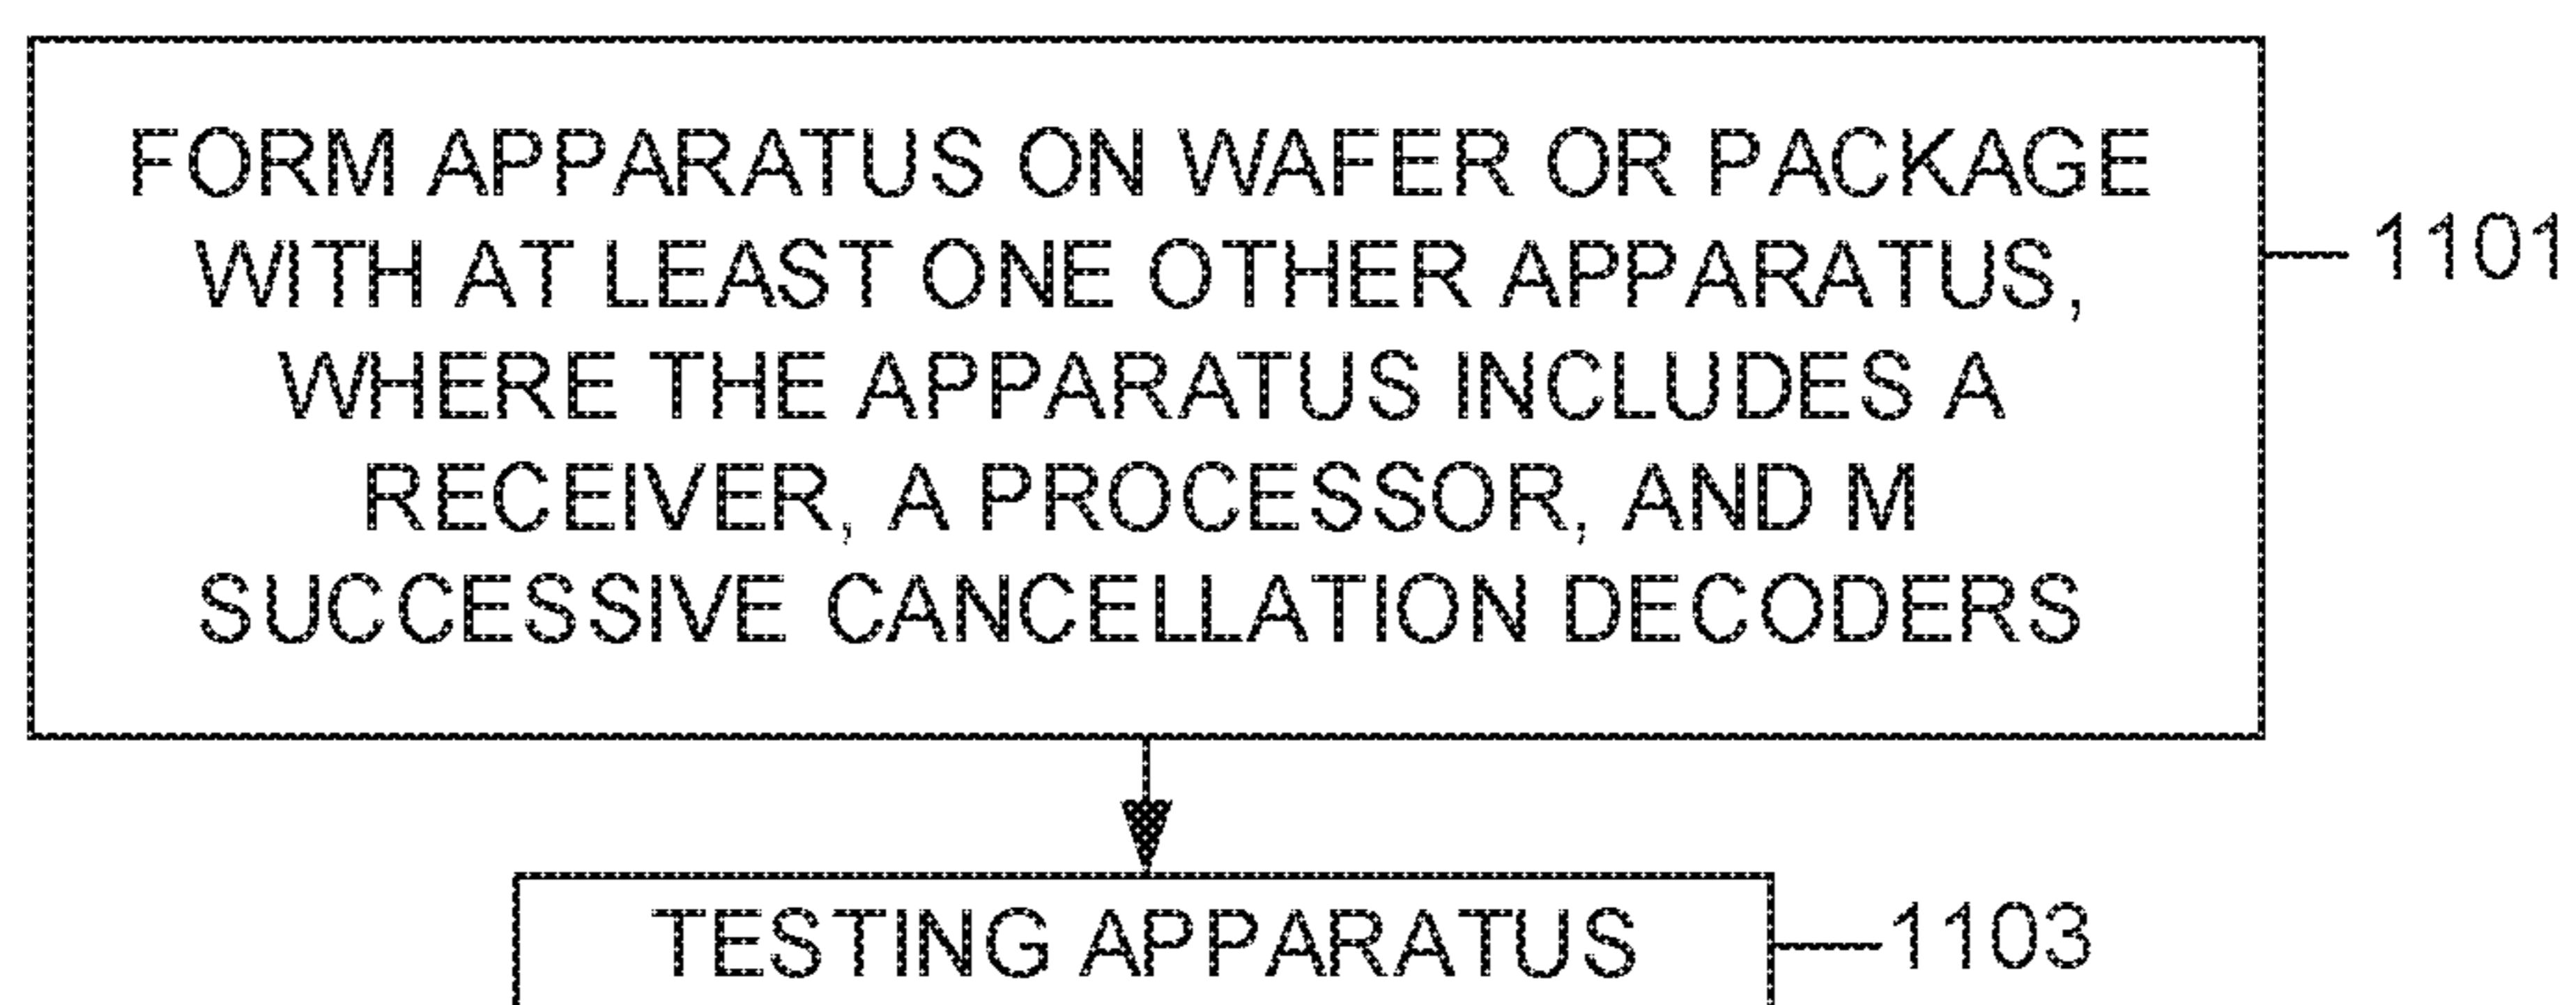 FORM APPARATUS ON WAFER OR PACKAGE
WITH AT LEAST ONE OTHER APPARATUS,
WHERE THE APPARATUS INCLUDES A
RECEIVER, A PROCESSOR, AND M
SUCCESSIVE CANCELLATION DECODERS
1101
TESTING APPARATUS
1103